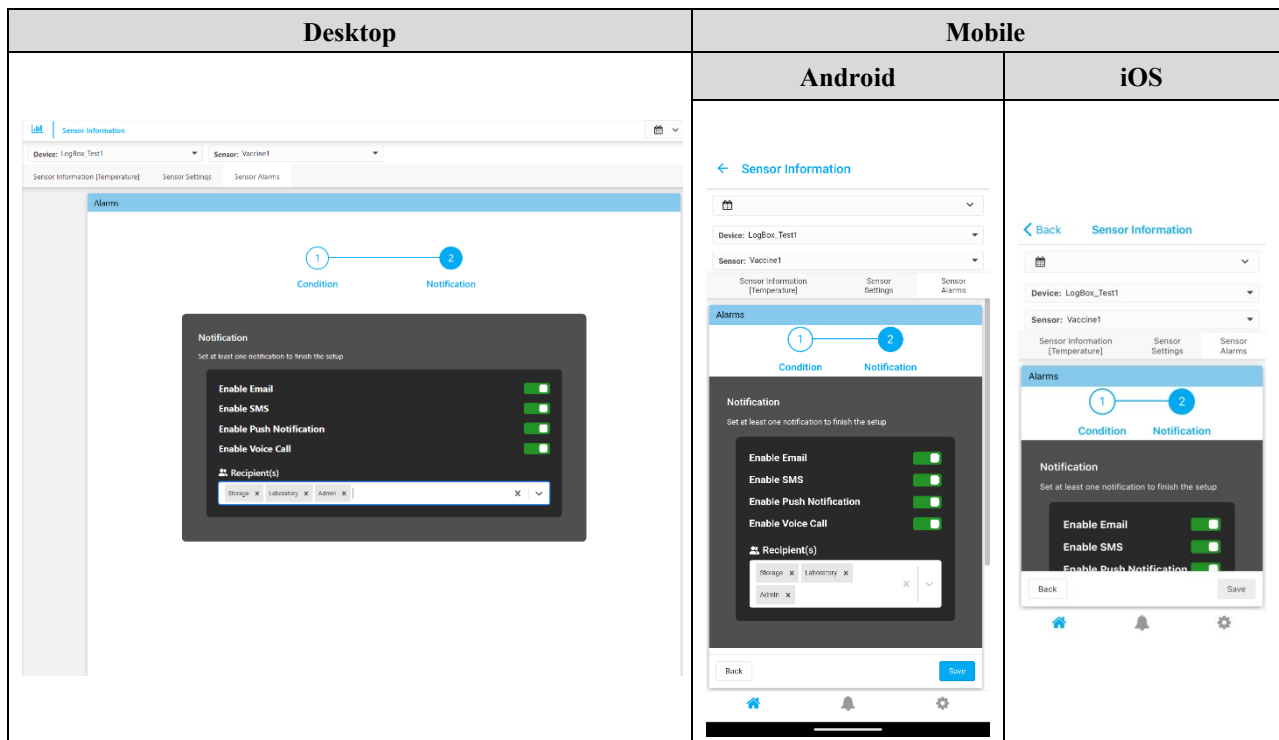 Desktop
Mobile
Android
iOS
Sensor Information
Device: LogBox_Test1
Sensor: Vaccine1
Sensor Information [Temperature]
Sensor Settings
Sensor Alarms
Alarms
1
2
Condition
Notification
Notification
Set at least one notification to finish the setup
Enable Email
Enable SMS
Enable Push Notification
Enable Voice Call
Recipient(s)
Storage x Laboratory x Admin x
Sensor Information
Device: LogBox_Test1
Sensor: Vaccine1
Sensor Information
[Temperature]
Sensor
Settings
Sensor
Alarms
Alarms
1
2
Condition
Notification
Notification
Set at least one notification to finish the setup
Enable Email
Enable SMS
Enable Push Notification
Enable Voice Call
Recipient(s)
Storage x Laboratory x
Admin x
Back
Save
Back
Sensor Information
Device: LogBox_Test1
Sensor: Vaccine1
Sensor Information
[Temperature]
Sensor
Settings
Sensor
Alarms
Alarms
1
2
Condition
Notification
Notification
Set at least one notification to finish the setup
Enable Email
Enable SMS
Enable Push Notification
Back
Save